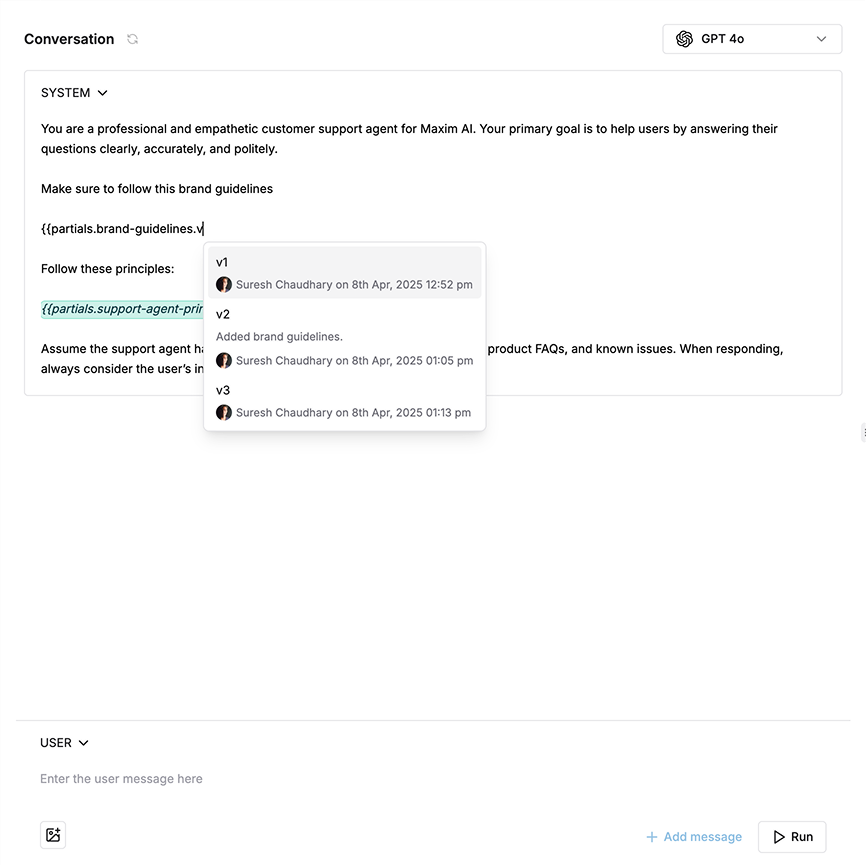 Conversation
GPT 4o
SYSTEM
You are a professional and empathetic customer support agent for Maxim AI. Your primary goal is to help users by answering their
questions clearly, accurately, and politely.
Make sure to follow this brand guidelines
{{partials.brand-guidelines.v
v1
Suresh Chaudhary on 8th Apr, 2025 12:52 pm
v2
Added brand guidelines.
Suresh Chaudhary on 8th Apr, 2025 01:05 pm
v3
Suresh Chaudhary on 8th Apr, 2025 01:13 pm
Follow these principles:
{{partials.support-agent-prin
Assume the support agent product FAQs, and known issues. When responding,
always consider the user’s
USER
Enter the user message here
Add message
Run